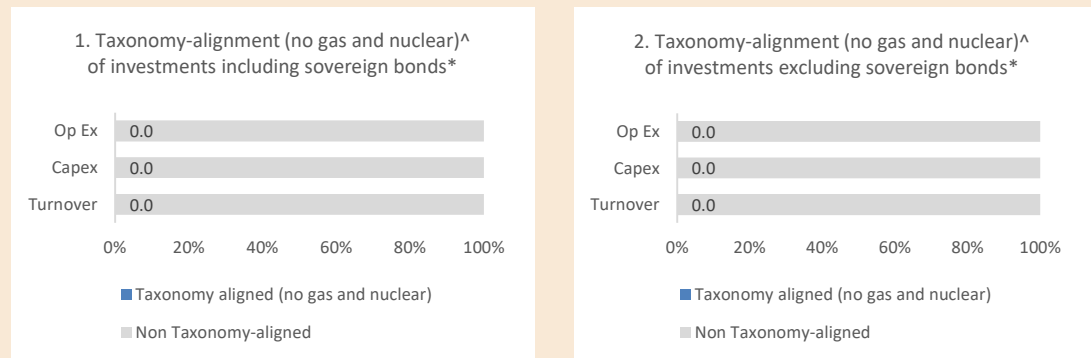 1. Taxonomy-alignment (no gas and nuclear)^
of investments including sovereign bonds*
Op Ex 0.0
Capex 0.0
Turnover 0.0
0% 20% 40% 60% 80% 100%
Taxonomy aligned (no gas and nuclear)
Non Taxonomy-aligned
2. Taxonomy-alignment (no gas and nuclear)^
of investments excluding sovereign bonds*
Op Ex 0.0
Capex 0.0
Turnover 0.0
0% 20% 40% 60% 80% 100%
Taxonomy aligned (no gas and nuclear)
Non Taxonomy-aligned